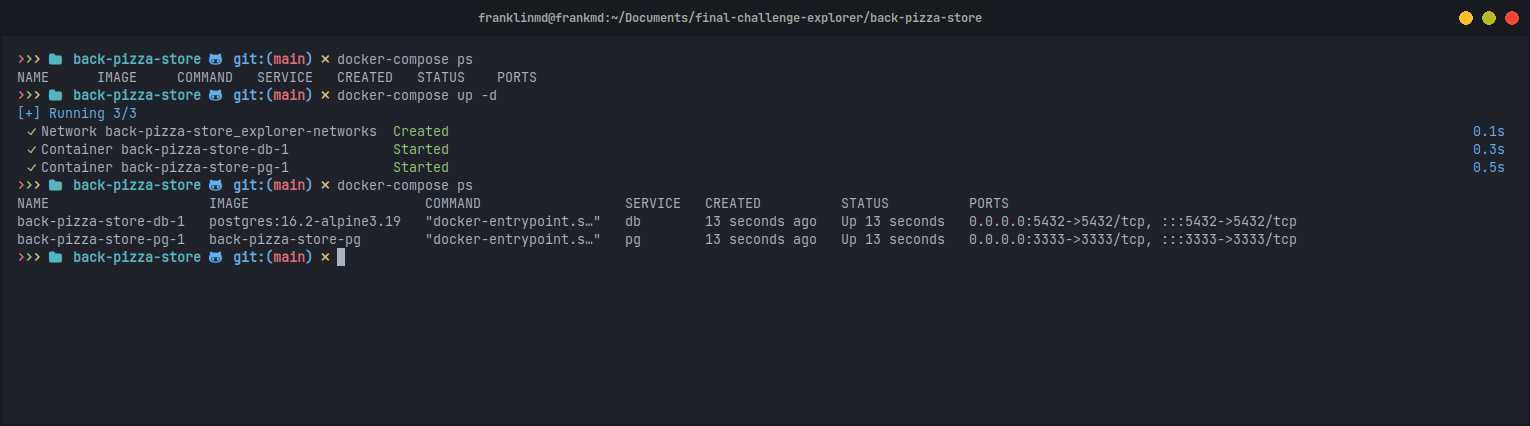 franklinmd@frankmd:~/Documents/final-challenge-explorer/back-pizza-store
❯❯❯ back-pizza-store git:(main) × docker-compose ps
NAME      IMAGE     COMMAND   SERVICE   CREATED   STATUS    PORTS
❯❯❯ back-pizza-store git:(main) × docker-compose up -d
[+] Running 3/3
✓ Network back-pizza-store_explorer-networks  Created 0.1s
✓ Container back-pizza-store-db-1 Started 0.3s
✓ Container back-pizza-store-pg-1 Started 0.5s
❯❯❯ back-pizza-store git:(main) × docker-compose ps
NAME                    IMAGE                      COMMAND                  SERVICE   CREATED          STATUS          PORTS
back-pizza-store-db-1   postgres:16.2-alpine3.19   "docker-entrypoint.s…"   db        13 seconds ago   Up 13 seconds   0.0.0.0:5432->5432/tcp, :::5432->5432/tcp
back-pizza-store-pg-1   back-pizza-store-pg        "docker-entrypoint.s…"   pg        13 seconds ago   Up 13 seconds   0.0.0.0:3333->3333/tcp, :::3333->3333/tcp
❯❯❯ back-pizza-store git:(main) ×